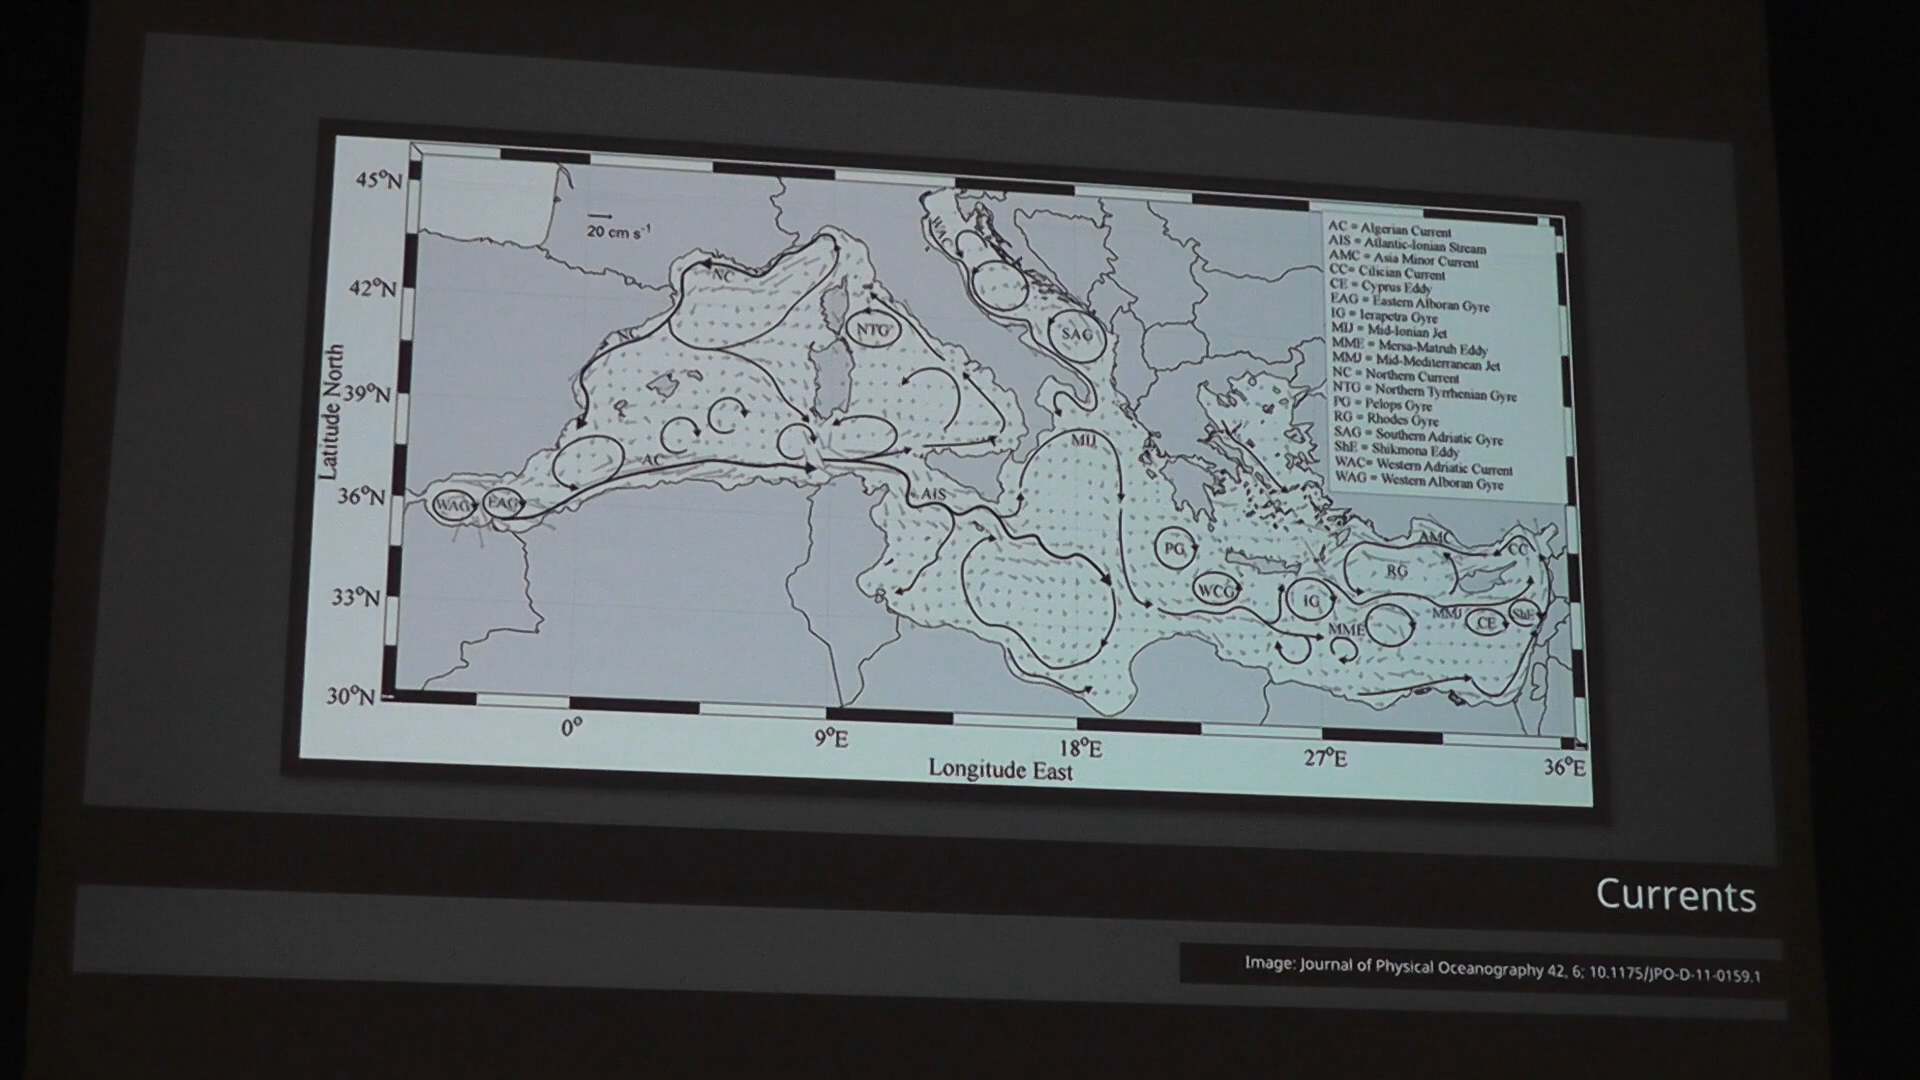 45°N
42°N
39°N
36°N
33°N
30°N
Latitude North
0°
9°E
18°E
27°E
36°E
Longitude East
20 cm s⁻¹
NC
NC
AC
WAG
EAG
NTG
WAC
SAG
MIJ
AIS
PG
WCG
IG
MME
RG
AMC
CC
MMJ
CE
ShE
AC = Algerian Current
AIS = Atlantic-Ionian Stream
AMC = Asia Minor Current
CC= Cilician Current
CE = Cyprus Eddy
EAG = Eastern Alboran Gyre
IG = Ierapetra Gyre
MIJ = Mid-Ionian Jet
MME = Mersa-Matruh Eddy
MMJ = Mid-Mediterranean Jet
NC = Northern Current
NTG = Northern Tyrrhenian Gyre
PG = Pelops Gyre
RG = Rhodes Gyre
SAG = Southern Adriatic Gyre
ShE = Shikmona Eddy
WAC= Western Adriatic Current
WAG = Western Alboran Gyre
Currents
Image: Journal of Physical Oceanography 42, 6; 10.1175/JPO-D-11-0159.1